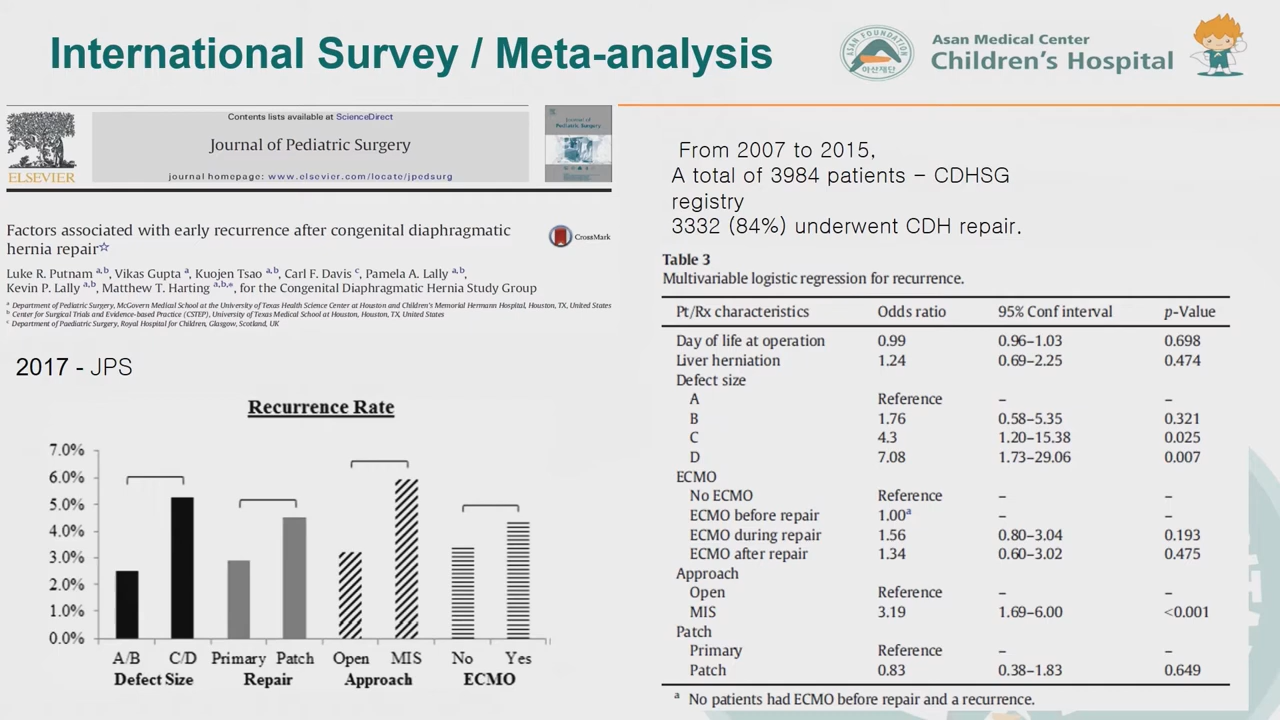 International Survey / Meta-analysis
ASAN FOUNDATION
아산재단
Asan Medical Center
Children's Hospital
Contents lists available at ScienceDirect
Journal of Pediatric Surgery
journal homepage: www.elsevier.com/locate/jpedsurg
ELSEVIER
Journal of
Pediatric Surgery
Factors associated with early recurrence after congenital diaphragmatic
hernia repair☆
CrossMark
Luke R. Putnam a,b, Vikas Gupta a, Kuojen Tsao a,b, Carl F. Davis c, Pamela A. Lally a,b,
Kevin P. Lally a,b, Matthew T. Harting a,b,*, for the Congenital Diaphragmatic Hernia Study Group
a Department of Pediatric Surgery, McGovern Medical School at the University of Texas Health Science Center at Houston and Children's Memorial Hermann Hospital, Houston, TX, United States
b Center for Surgical Trials and Evidence-based Practice (CSTEP), University of Texas Medical School at Houston, Houston, TX, United States
c Department of Paediatric Surgery, Royal Hospital for Children, Glasgow, Scotland, UK
2017 - JPS
Recurrence Rate
7.0%
6.0%
5.0%
4.0%
3.0%
2.0%
1.0%
0.0%
A/B C/D Primary Patch Open MIS No Yes
Defect Size Repair Approach ECMO
From 2007 to 2015,
A total of 3984 patients – CDHSG
registry
3332 (84%) underwent CDH repair.
Table 3
Multivariable logistic regression for recurrence.
Pt/Rx characteristics Odds ratio 95% Conf interval p-Value
Day of life at operation 0.99 0.96–1.03 0.698
Liver herniation 1.24 0.69–2.25 0.474
Defect size
A Reference – –
B 1.76 0.58–5.35 0.321
C 4.3 1.20–15.38 0.025
D 7.08 1.73–29.06 0.007
ECMO
No ECMO Reference – –
ECMO before repair 1.00a – –
ECMO during repair 1.56 0.80–3.04 0.193
ECMO after repair 1.34 0.60–3.02 0.475
Approach
Open Reference – –
MIS 3.19 1.69–6.00 <0.001
Patch
Primary Reference – –
Patch 0.83 0.38–1.83 0.649
a No patients had ECMO before repair and a recurrence.